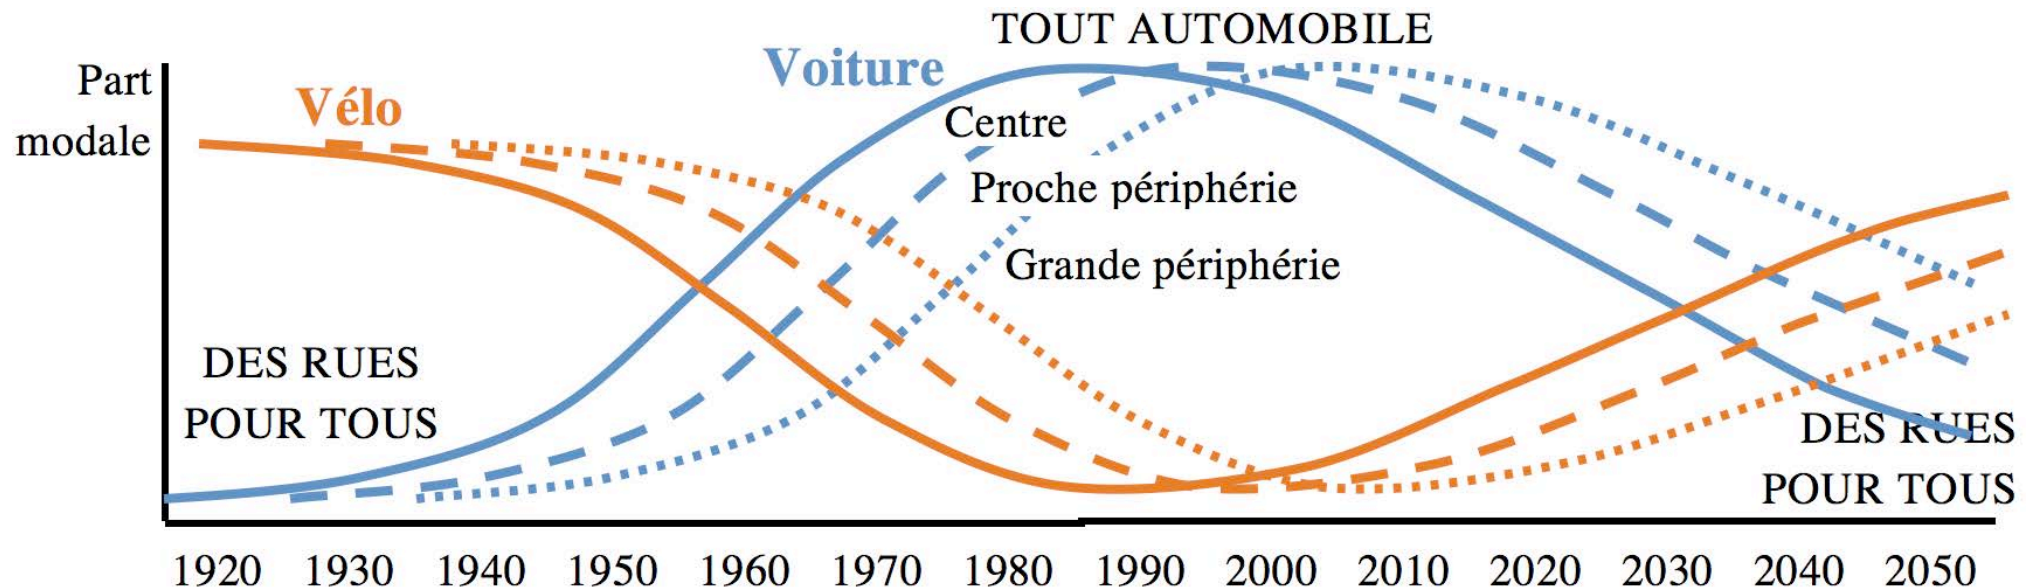 TOUT AUTOMOBILE
Part
modale
Vélo
Voiture
Centre
Proche périphérie
Grande périphérie
DES RUES
POUR TOUS
DES RUES
POUR TOUS
1920 1930 1940 1950 1960 1970 1980 1990 2000 2010 2020 2030 2040 2050